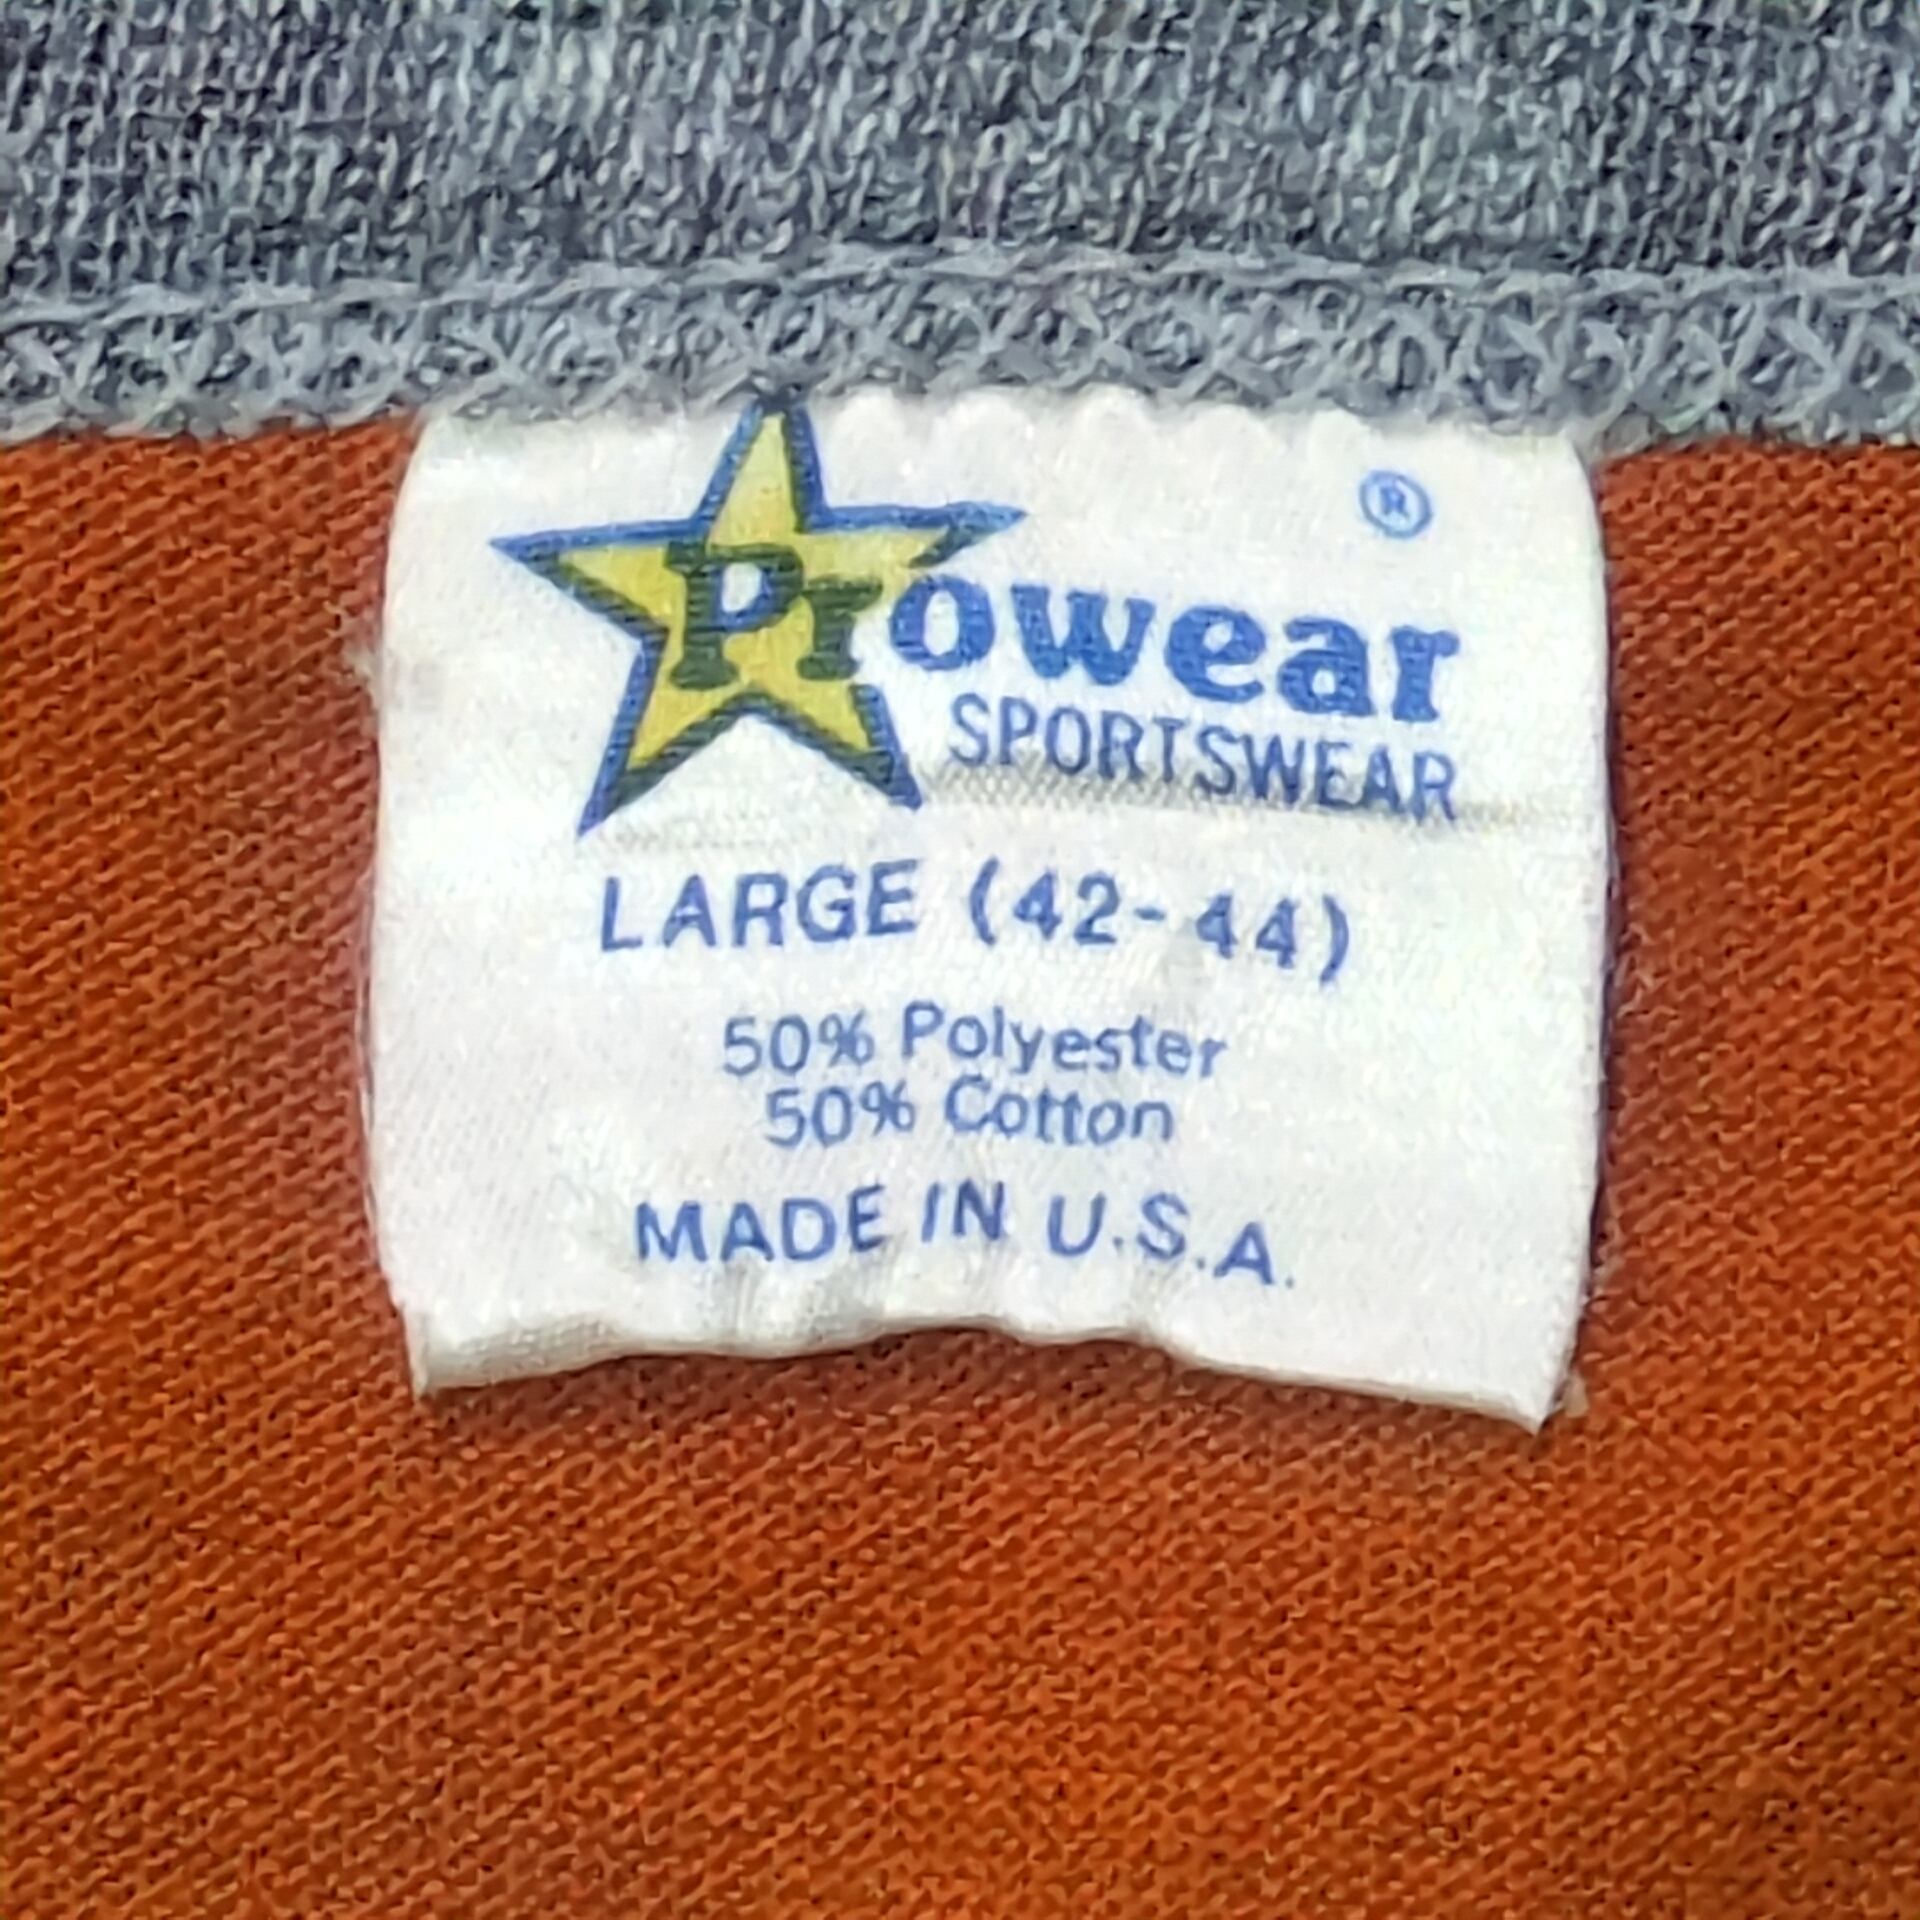 ®
Prowear
SPORTSWEAR
LARGE (42-44)
50% Polyester
50% Cotton
MADE IN U.S.A.